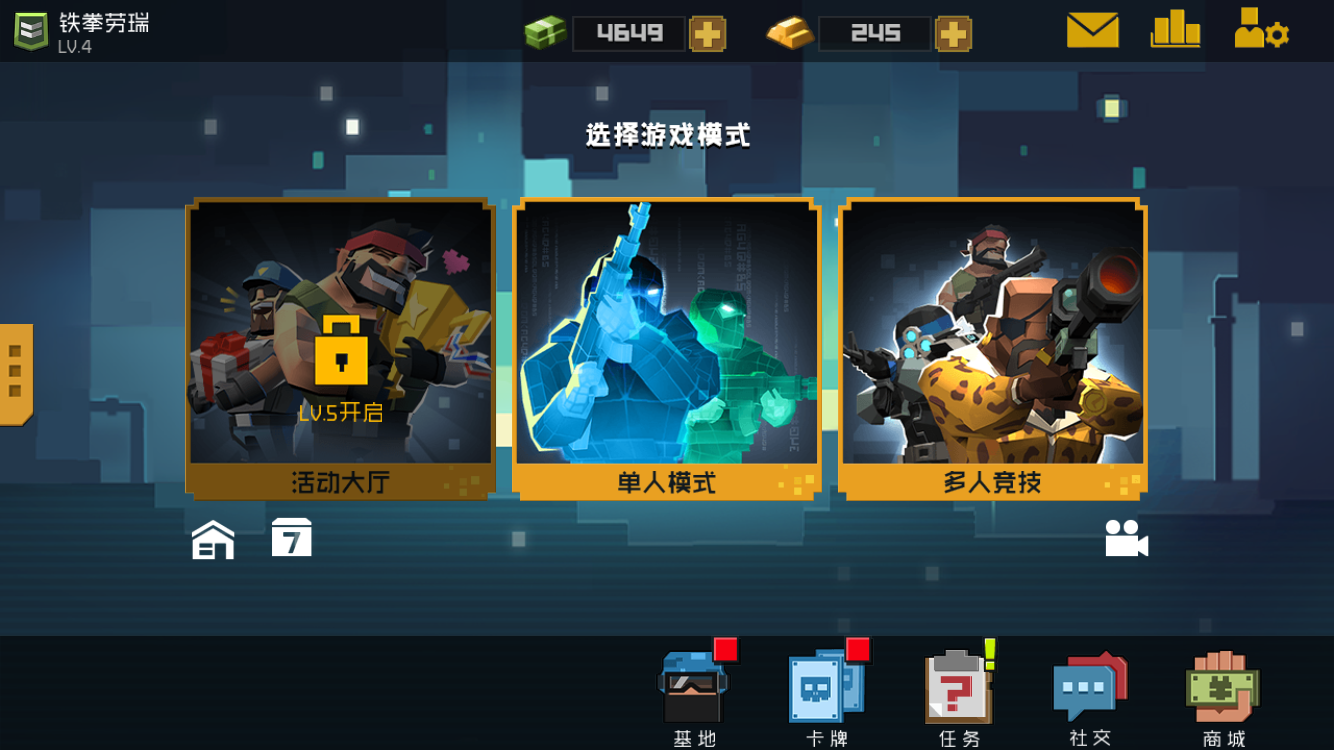 铁拳劳瑞
LV.4
4649
245
选择游戏模式
LV.5开启
活动大厅
单人模式
多人竞技
7
基地
卡牌
任务
社交
商城